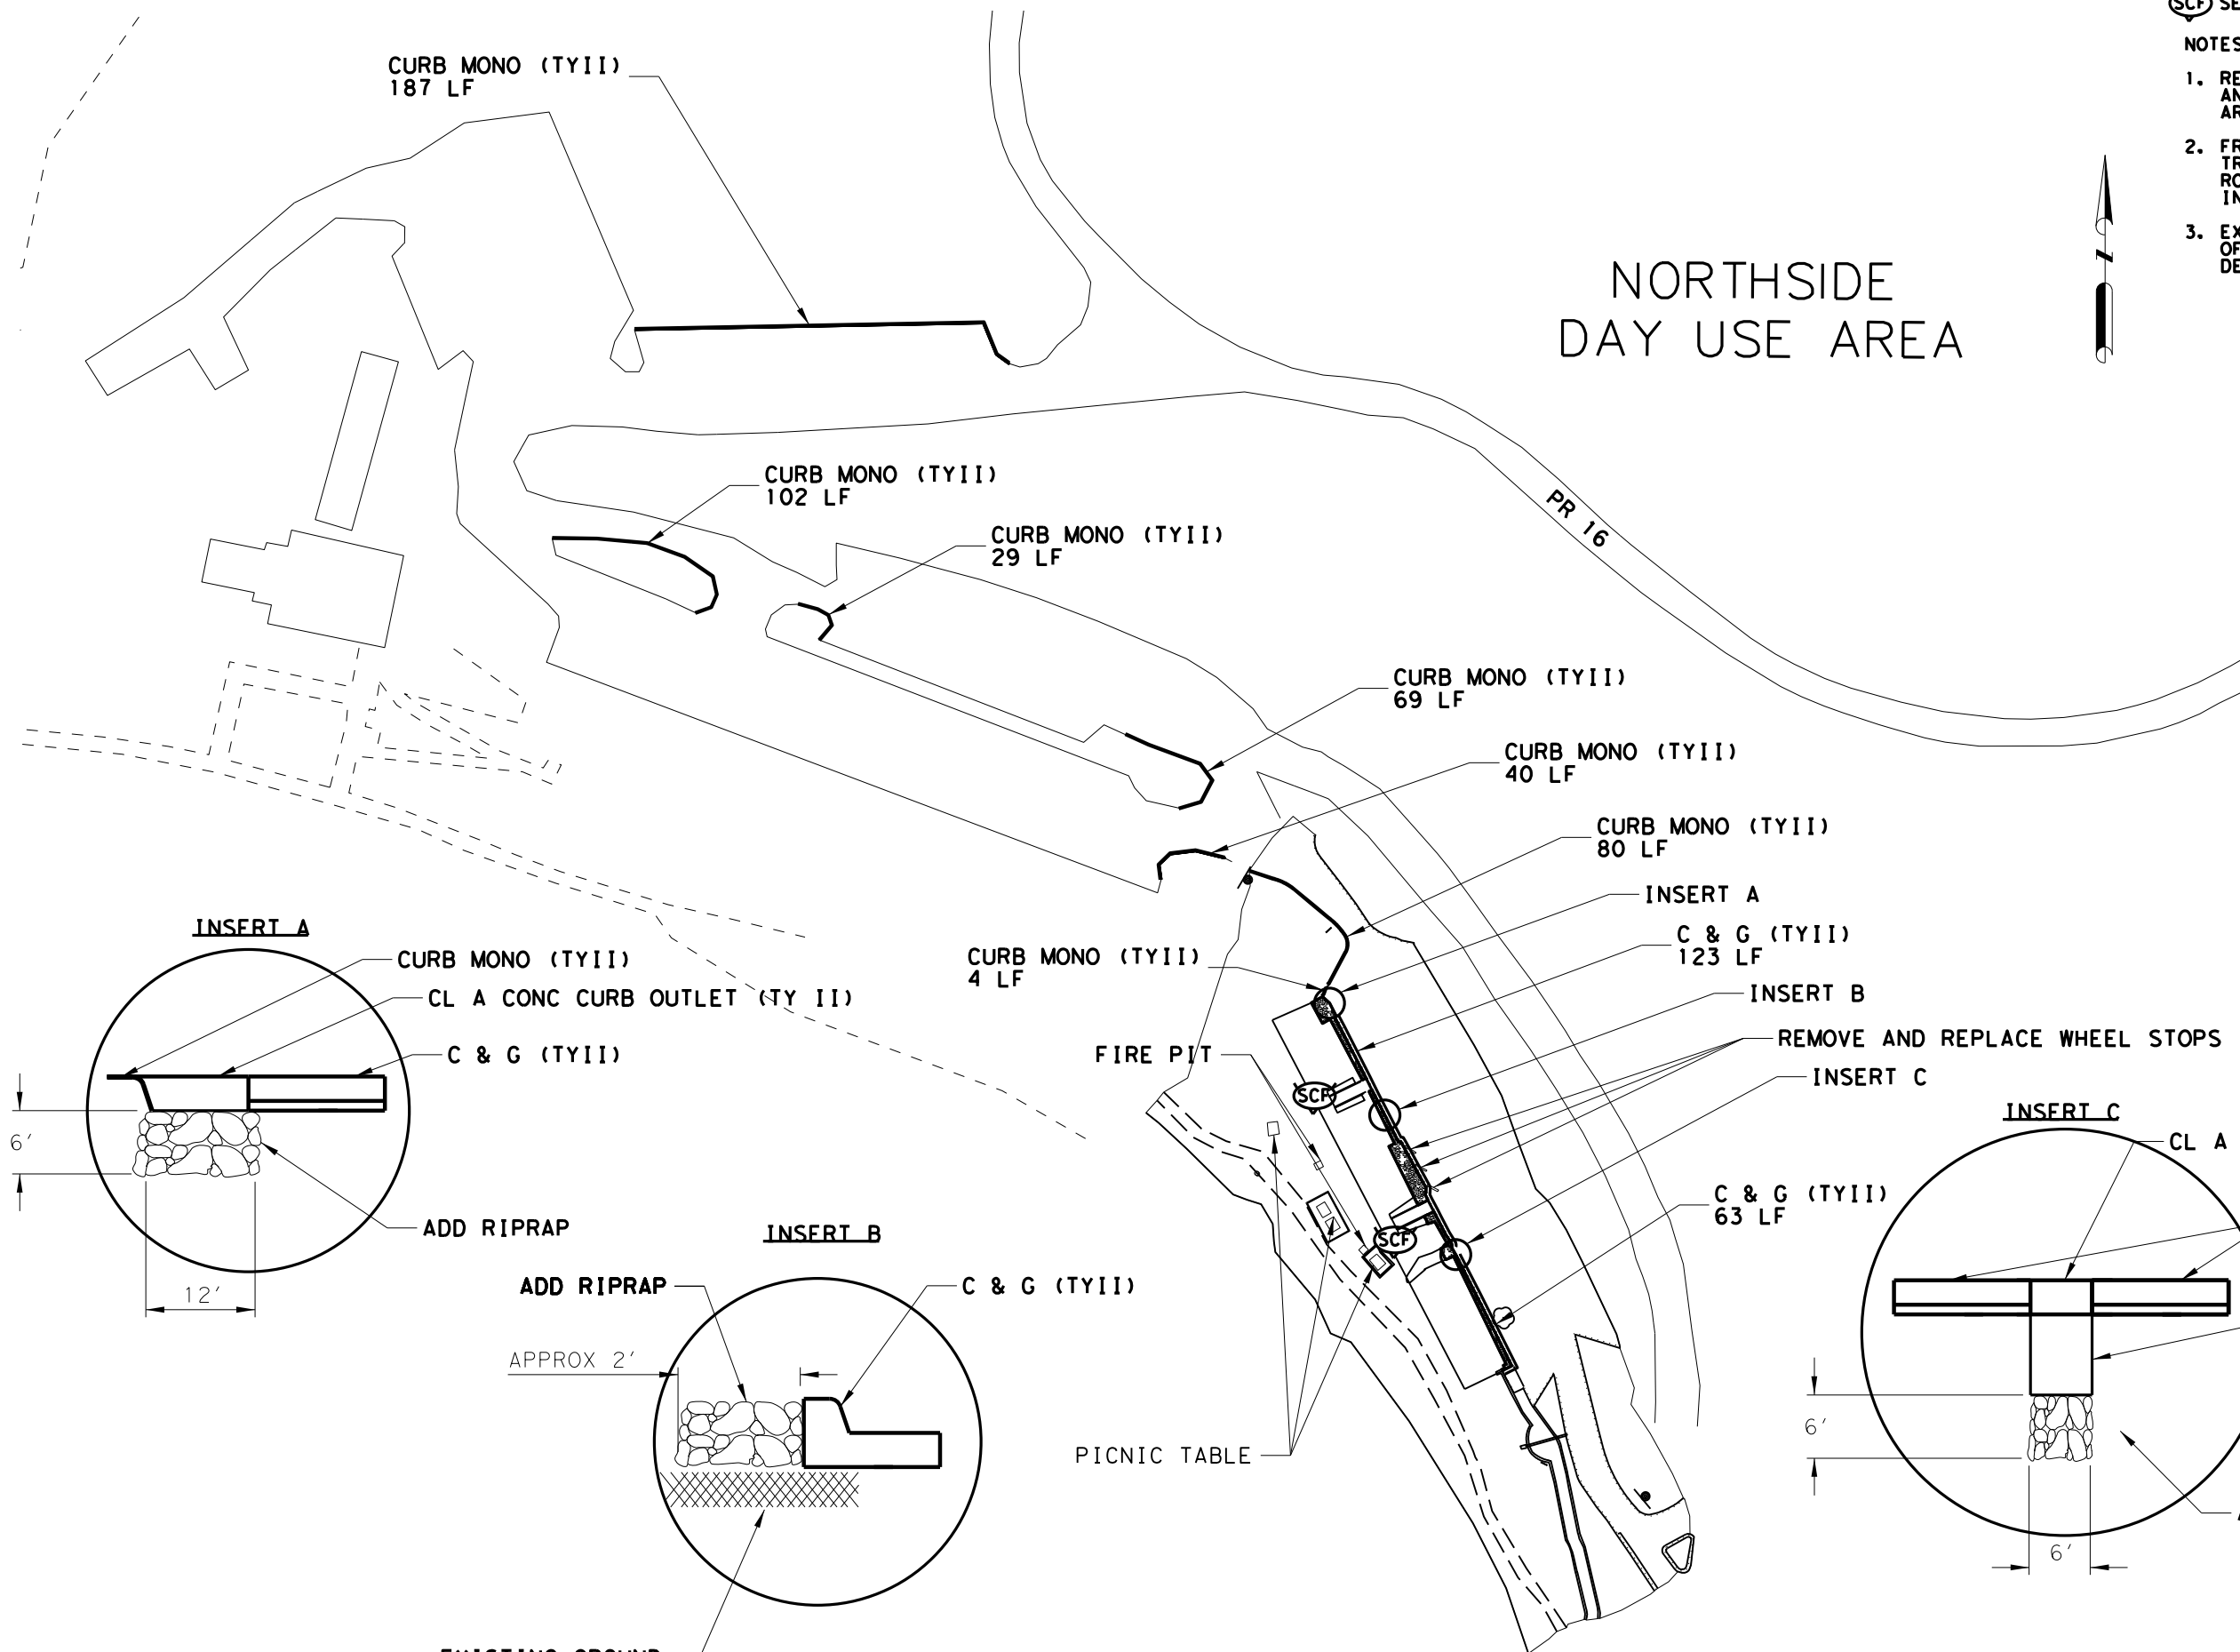 CURB MONO (TYII)
187 LF
SCF
NOTES
1.
2.
3.
NORTHSIDE
DAY USE AREA
CURB MONO (TYII)
102 LF
CURB MONO (TYII)
29 LF
PR 16
CURB MONO (TYII)
69 LF
CURB MONO (TYII)
40 LF
CURB MONO (TYII)
80 LF
INSERT A
C & G (TYII)
123 LF
CURB MONO (TYII)
4 LF
INSERT B
REMOVE AND REPLACE WHEEL STOPS
FIRE PIT
INSERT C
SCF
C & G (TYII)
63 LF
SCF
PICNIC TABLE
INSERT A
CURB MONO (TYII)
CL A CONC CURB OUTLET (TY II)
C & G (TYII)
6'
ADD RIPRAP
12'
INSERT B
ADD RIPRAP
C & G (TYII)
APPROX 2'
EXISTING GROUND
INSERT C
CL A
6'
6'